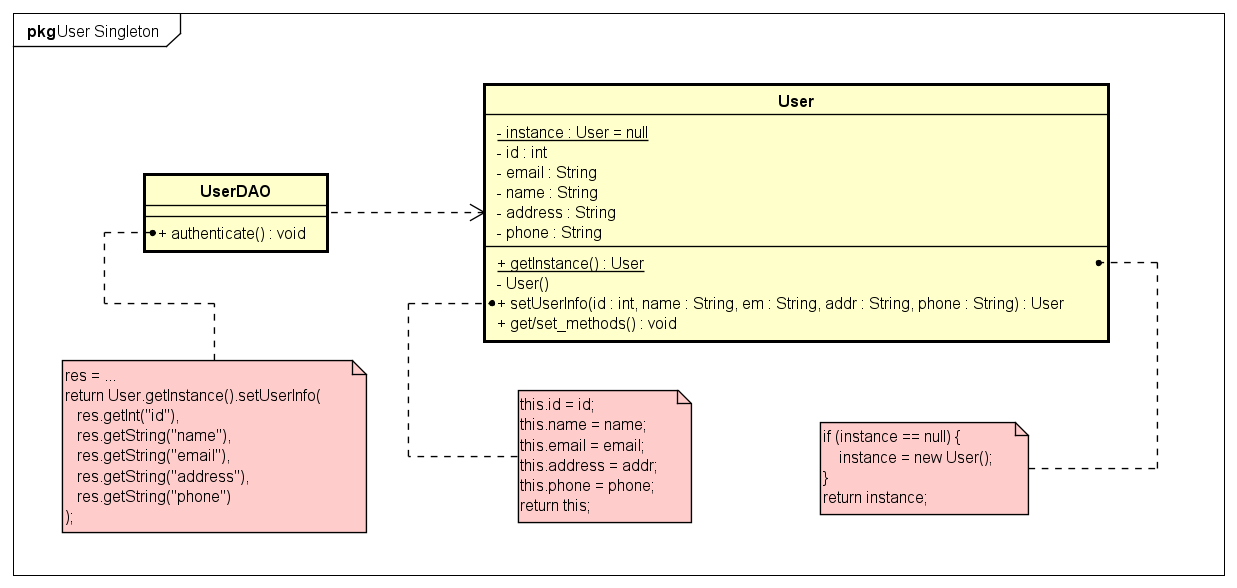 pkg User Singleton
User
- instance : User = null
- id : int
- email : String
- name : String
- address : String
- phone : String
+ getInstance() : User
- User()
+ setUserInfo(id : int, name : String, em : String, addr : String, phone : String) : User
+ get/set_methods() : void
UserDAO
+ authenticate() : void
res = ...
return User.getInstance().setUserInfo(
res.getInt("id"),
res.getString("name"),
res.getString("email"),
res.getString("address"),
res.getString("phone")
);
this.id = id;
this.name = name;
this.email = email;
this.address = addr;
this.phone = phone;
return this;
if (instance == null) {
instance = new User();
}
return instance;